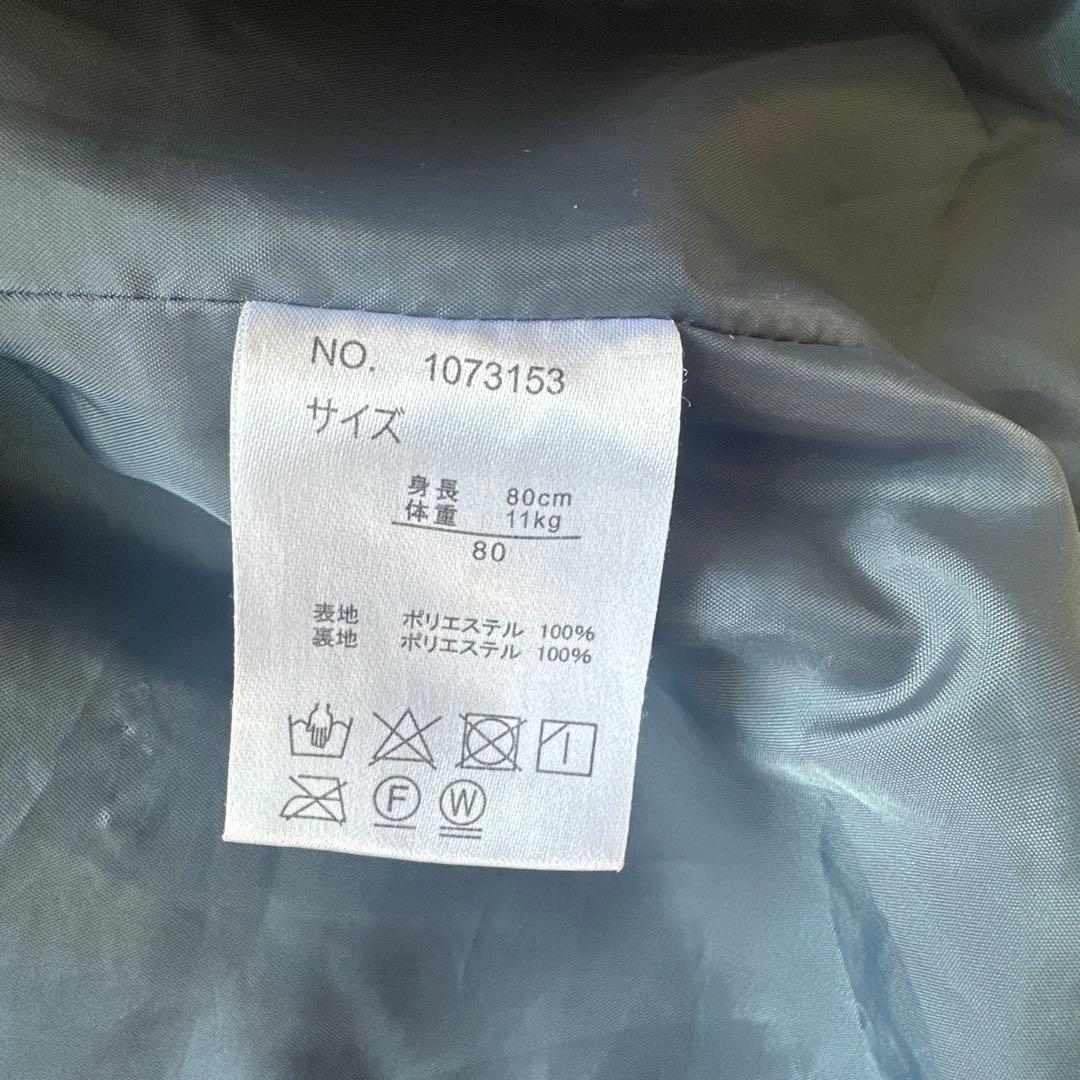 NO. 1073153
サイズ
身長 80cm
体重 11kg
80
表地 ポリエステル 100%
裏地 ポリエステル 100%
F W